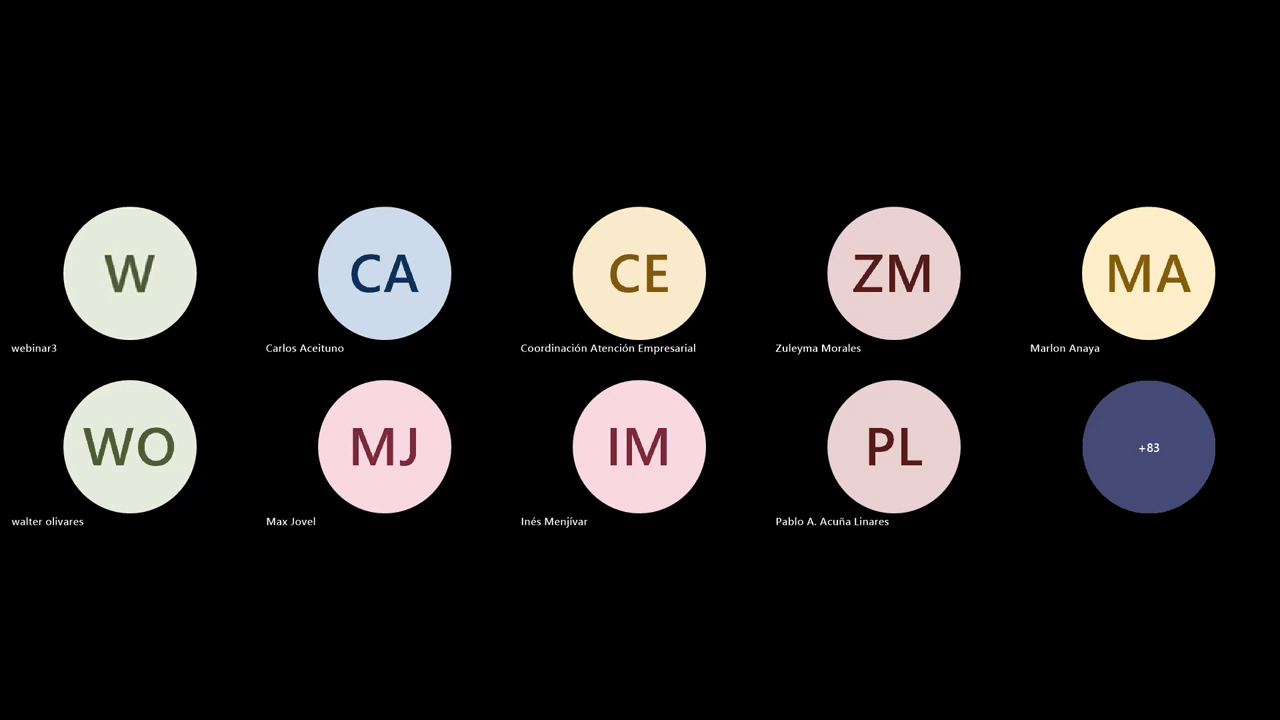 W
CA
CE
ZM
MA
webinar3
Carlos Aceituno
Coordinación Atención Empresarial
Zuleyma Morales
Marlon Anaya
WO
MJ
IM
PL
+83
walter olivares
Max Jovel
Inés Menjívar
Pablo A. Acuña Linares